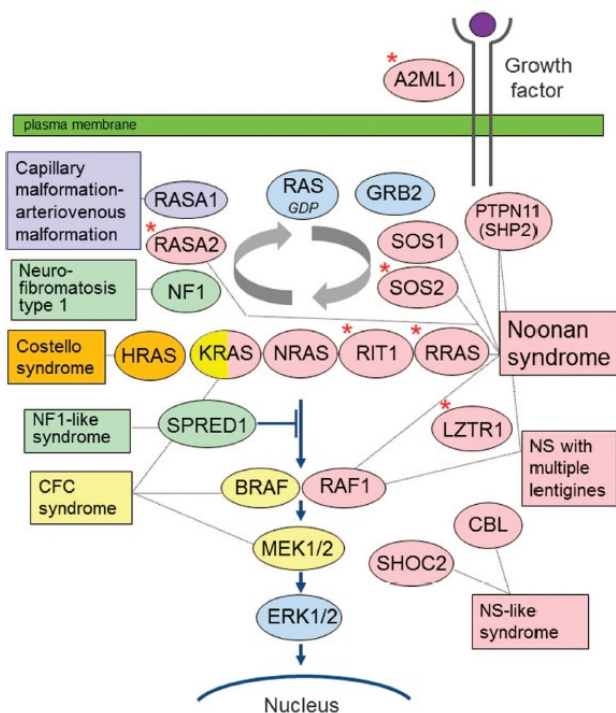 *
A2ML1
Growth
factor
plasma membrane
Capillary
malformation-
arteriovenous
malformation
RASA1
*
RASA2
RAS
GDP
GRB2
PTPN11
(SHP2)
SOS1
*
SOS2
Neuro-
fibromatosis
type 1
NF1
Noonan
syndrome
Costello
syndrome
HRAS
KRAS
NRAS
*
RIT1
*
RRAS
NF1-like
syndrome
SPRED1
*
LZTR1
NS with
multiple
lentigines
CFC
syndrome
BRAF
RAF1
MEK1/2
CBL
SHOC2
ERK1/2
NS-like
syndrome
Nucleus